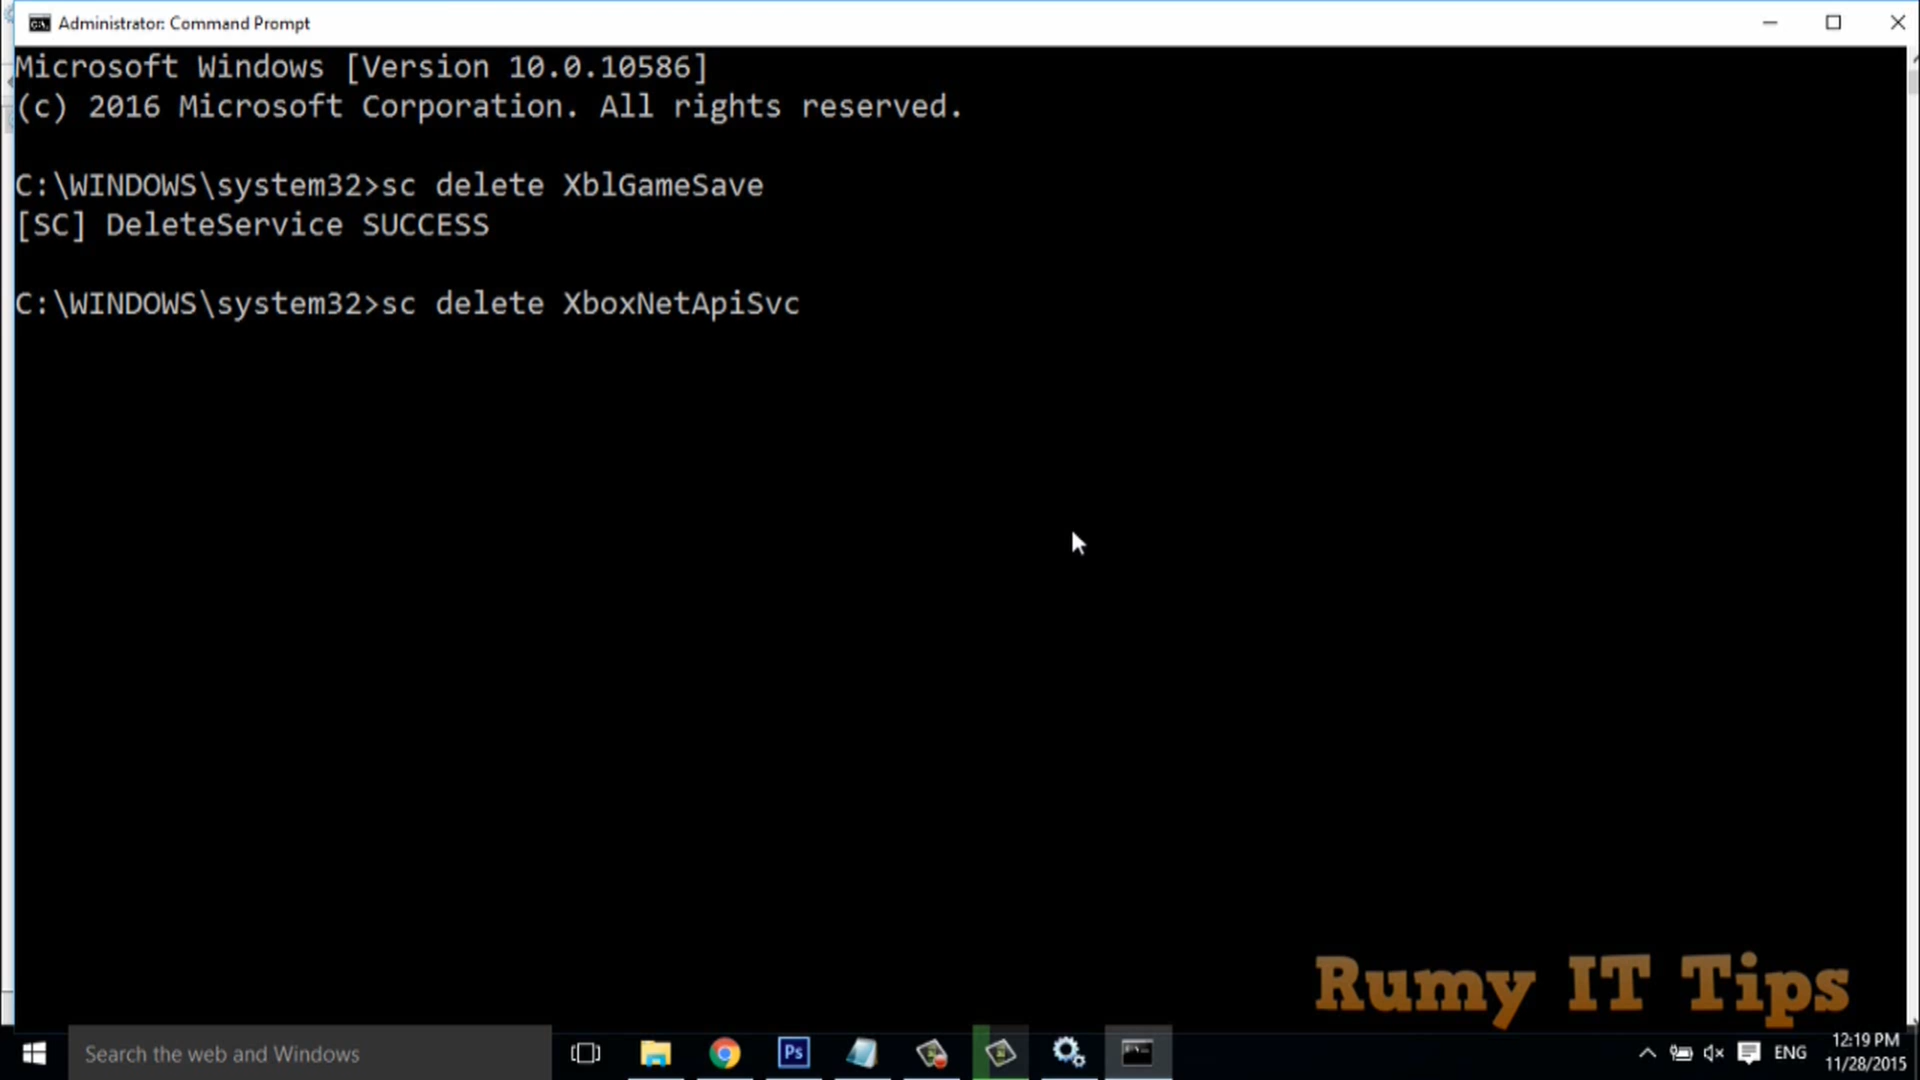 Administrator: Command Prompt
Microsoft Windows [Version 10.0.10586]
(c) 2016 Microsoft Corporation. All rights reserved.
C:\WINDOWS\system32>sc delete XblGameSave
[SC] DeleteService SUCCESS
C:\WINDOWS\system32>sc delete XboxNetApiSvc
Rumy IT Tips
Search the web and Windows
Ps
ENG
12:19 PM
11/28/2015